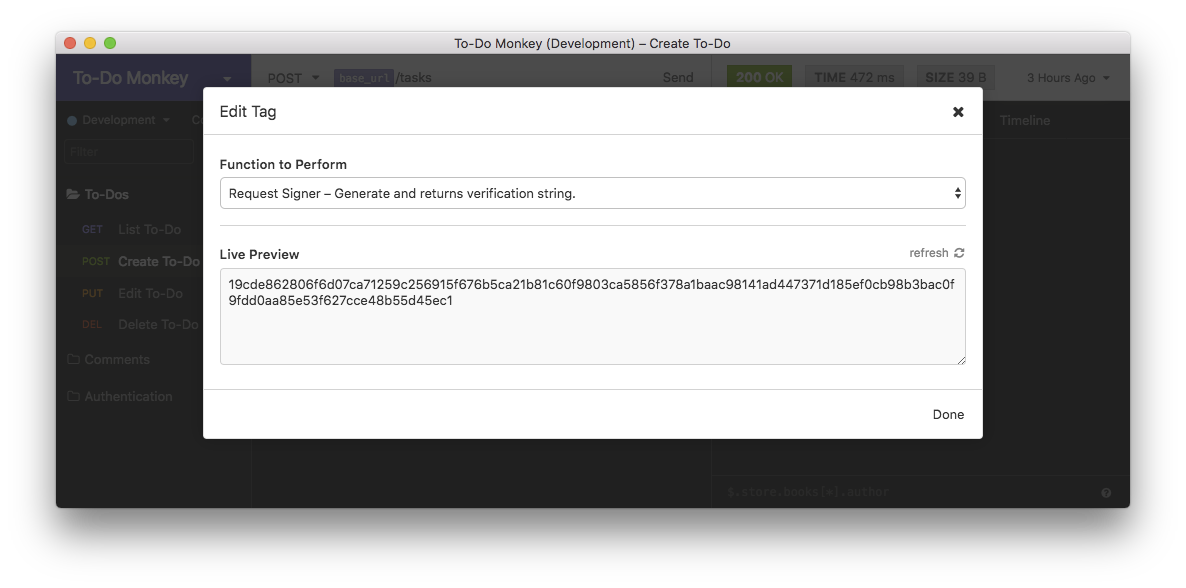 To-Do Monkey (Development) – Create To-Do
To-Do Monkey
POST
base_url/tasks
Send
200 OK
TIME 472 ms
SIZE 39 B
3 Hours Ago
Development
Timeline
Filter
To-Dos
GET List To-Do
POST Create To-Do
PUT Edit To-Do
DEL Delete To-Do
Comments
Authentication
Edit Tag
Function to Perform
Request Signer – Generate and returns verification string.
Live Preview
refresh
19cde862806f6d07ca71259c256915f676b5ca21b81c60f9803ca5856f378a1baac98141ad447371d185ef0cb98b3bac0f
9fdd0aa85e53f627cce48b55d45ec1
Done
$.store.books[*].author